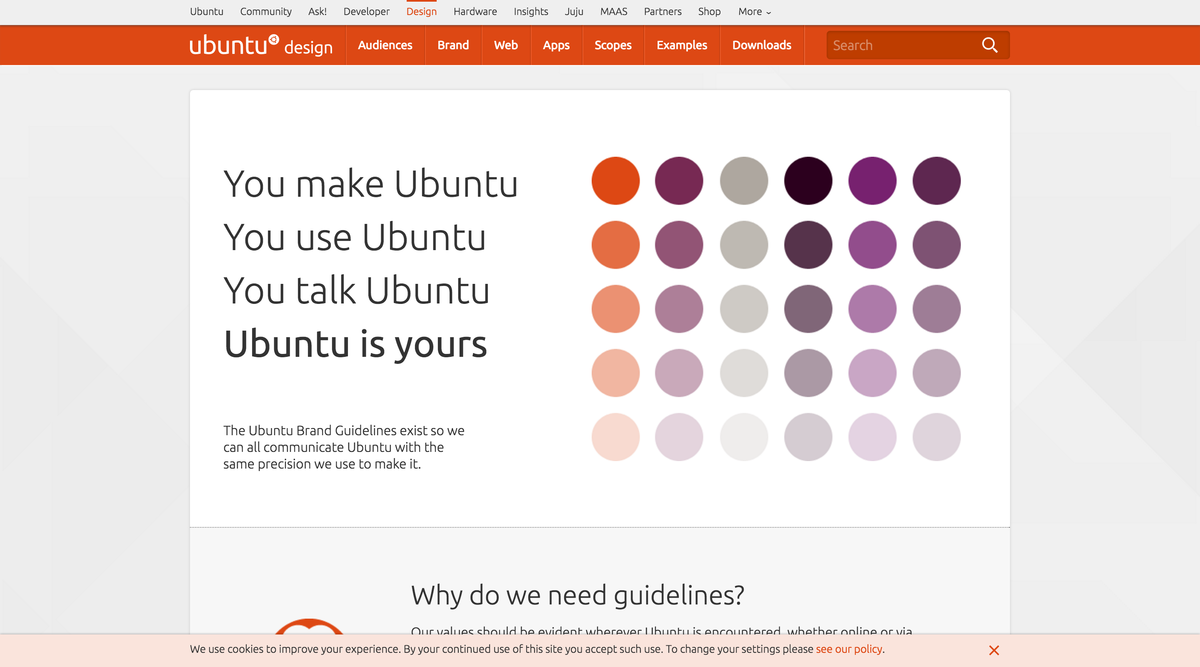 Ubuntu Community Ask! Developer Design Hardware Insights Juju MAAS Partners Shop More
ubuntu design Audiences Brand Web Apps Scopes Examples Downloads Search
You make Ubuntu
You use Ubuntu
You talk Ubuntu
Ubuntu is yours
The Ubuntu Brand Guidelines exist so we
can all communicate Ubuntu with the
same precision we use to make it.
Why do we need guidelines?
Our values should be evident wherever Ubuntu is encountered, whether online or via
We use cookies to improve your experience. By your continued use of this site you accept such use. To change your settings please see our policy.